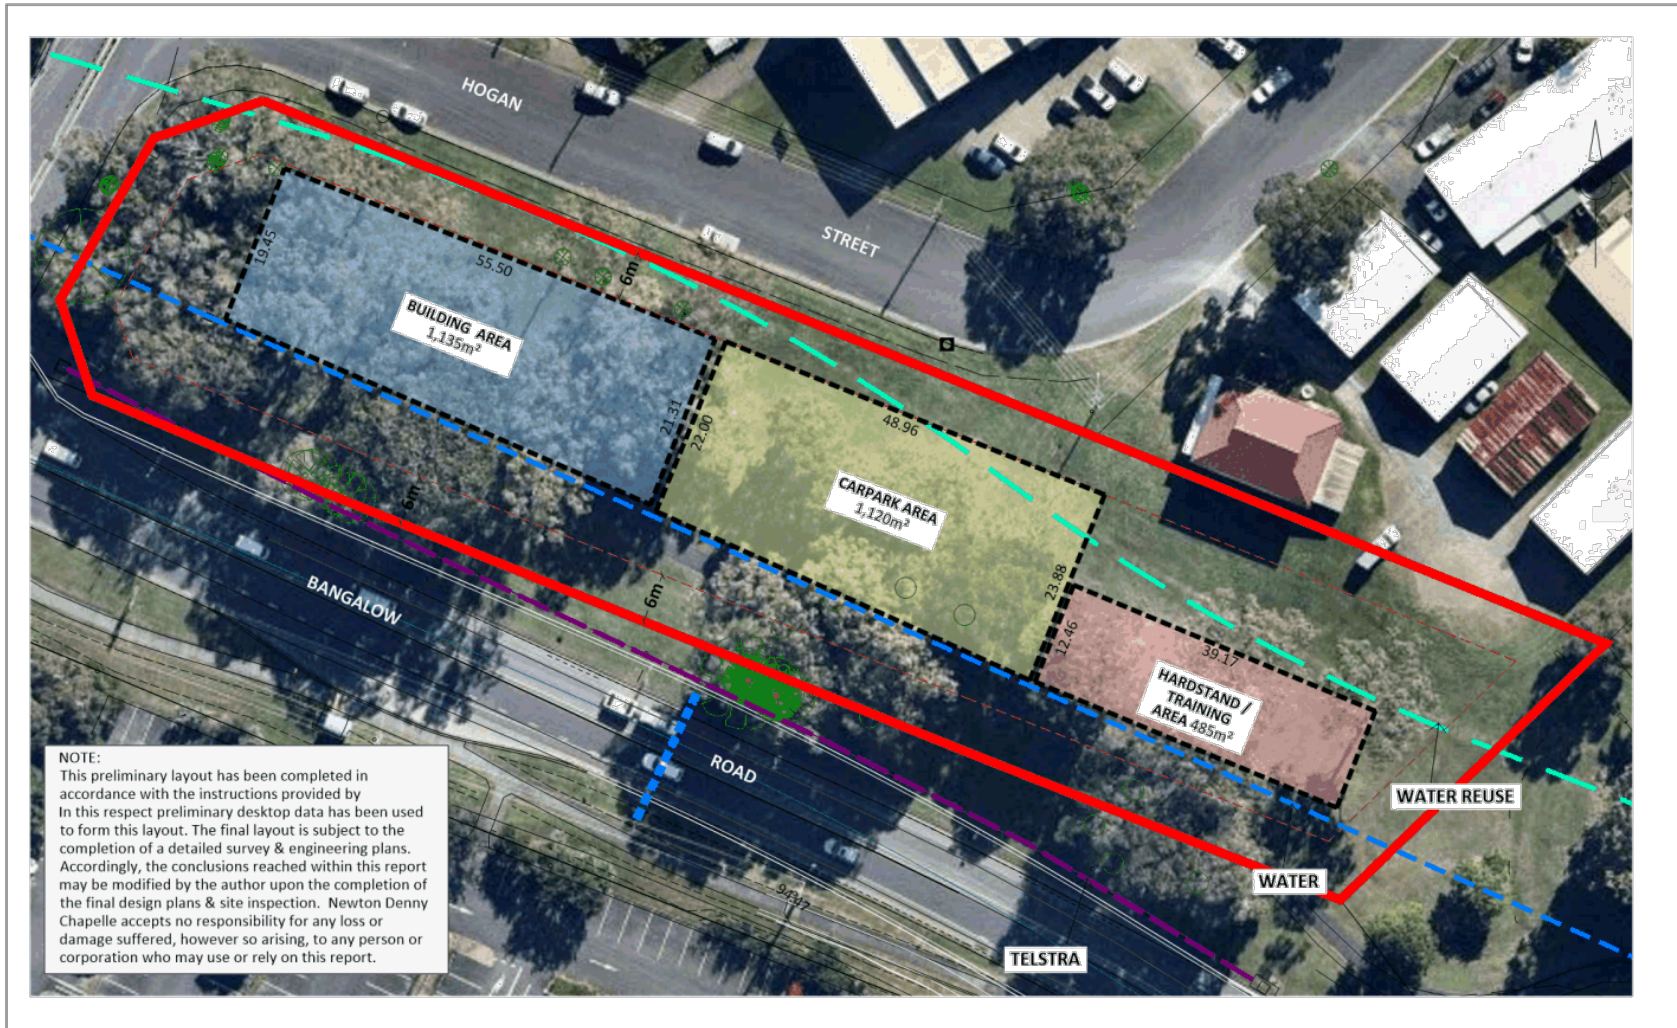 HOGAN
STREET
19.45
55.50
6m
BUILDING AREA
1,135m²
21.31
22.00
48.96
CARPARK AREA
1,120m²
6m
6m
23.88
12.46
39.17
HARDSTAND /
TRAINING
AREA 485m²
BANGALOW
ROAD
WATER REUSE
WATER
TELSTRA
94.47
NOTE:
This preliminary layout has been completed in
accordance with the instructions provided by
In this respect preliminary desktop data has been used
to form this layout. The final layout is subject to the
completion of a detailed survey & engineering plans.
Accordingly, the conclusions reached within this report
may be modified by the author upon the completion of
the final design plans & site inspection. Newton Denny
Chapelle accepts no responsibility for any loss or
damage suffered, however so arising, to any person or
corporation who may use or rely on this report.